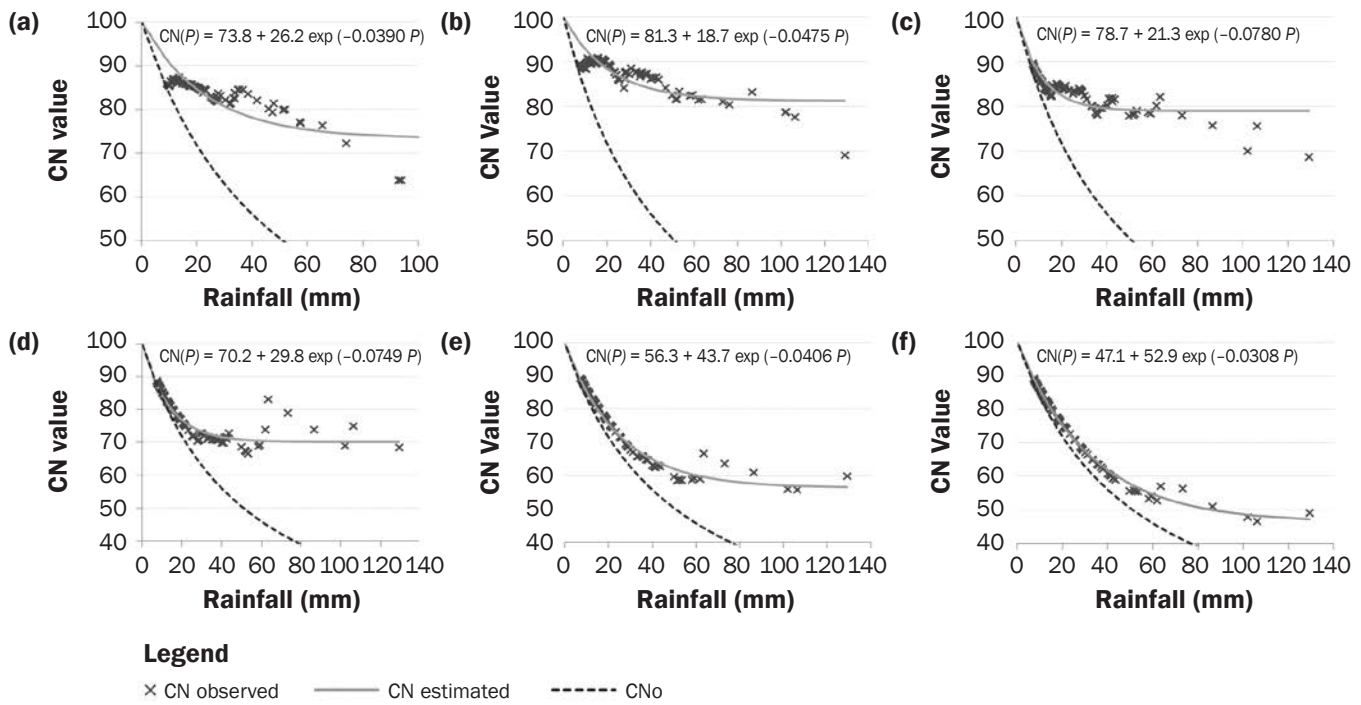 (a)
CN(P) = 73.8 + 26.2 exp (−0.0390 P)
CN value
100
90
80
70
60
50
0 20 40 60 80 100
Rainfall (mm)
(b)
CN(P) = 81.3 + 18.7 exp (−0.0475 P)
CN Value
100
90
80
70
60
50
0 20 40 60 80 100 120 140
Rainfall (mm)
(c)
CN(P) = 78.7 + 21.3 exp (−0.0780 P)
CN Value
100
90
80
70
60
50
0 20 40 60 80 100 120 140
Rainfall (mm)
(d)
CN(P) = 70.2 + 29.8 exp (−0.0749 P)
CN value
100
90
80
70
60
50
40
0 20 40 60 80 100 120 140
Rainfall (mm)
(e)
CN(P) = 56.3 + 43.7 exp (−0.0406 P)
CN Value
100
90
80
70
60
50
40
0 20 40 60 80 100 120 140
Rainfall (mm)
(f)
CN(P) = 47.1 + 52.9 exp (−0.0308 P)
CN Value
100
90
80
70
60
50
40
0 20 40 60 80 100 120 140
Rainfall (mm)
Legend
CN observed CN estimated CNo